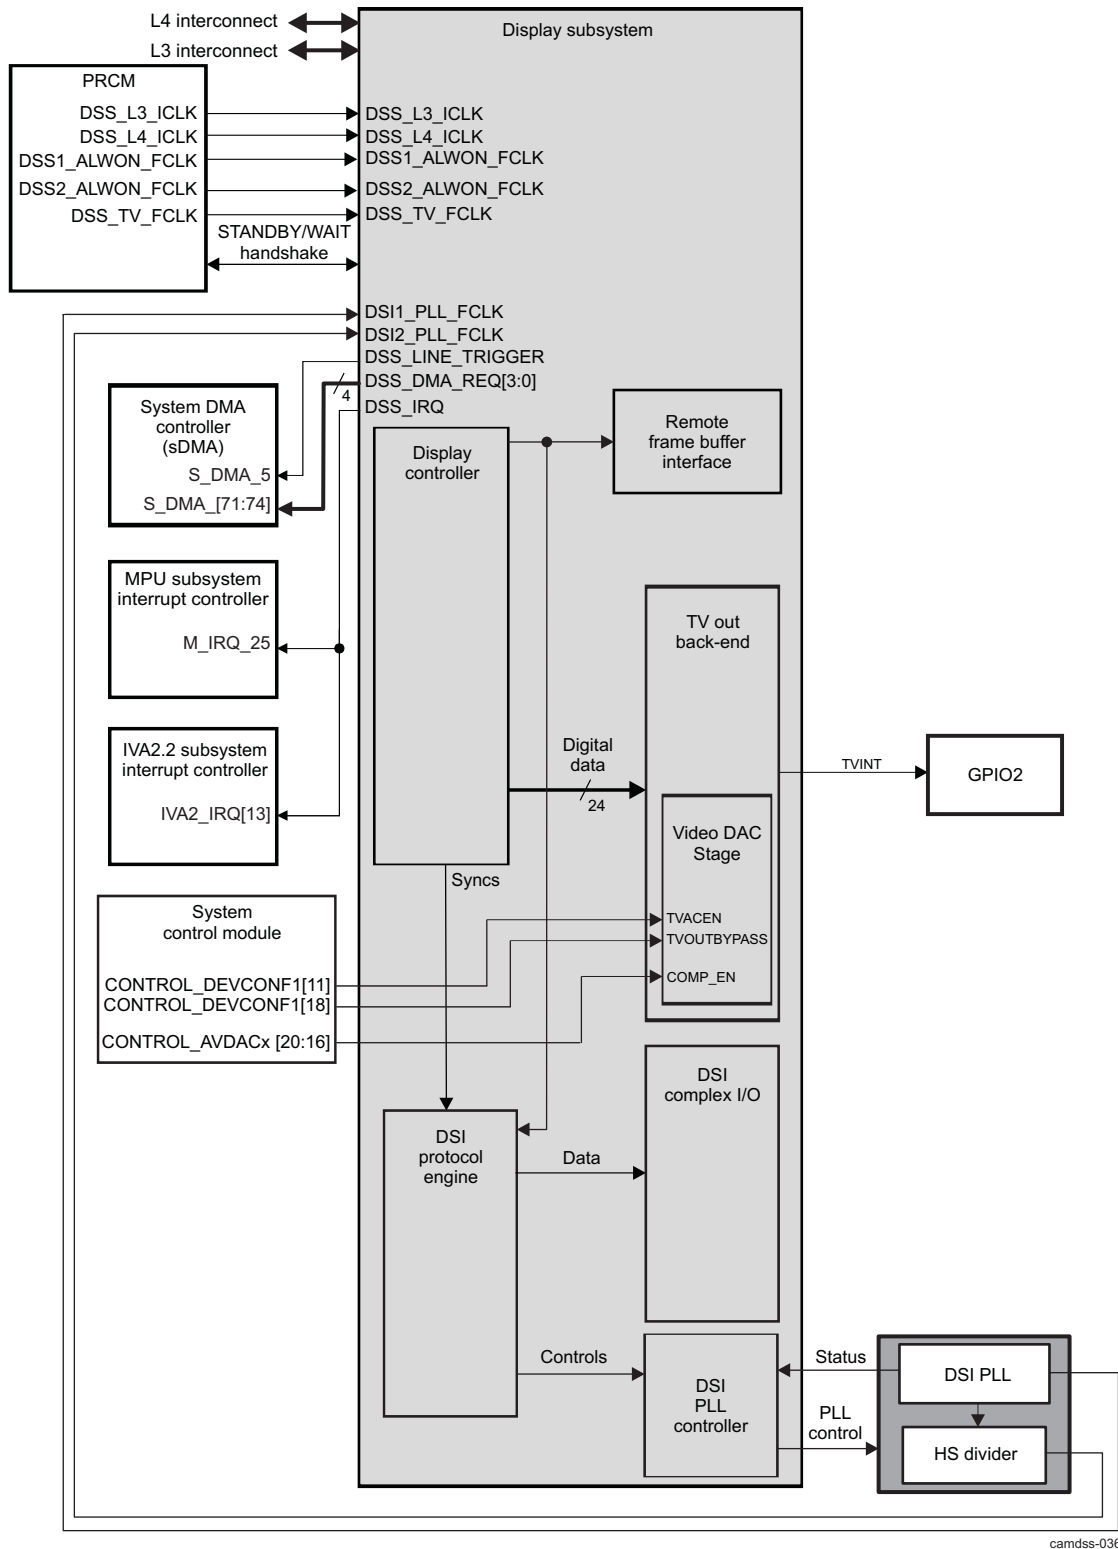 L4 interconnect
L3 interconnect
Display subsystem
PRCM
DSS_L3_ICLK
DSS_L4_ICLK
DSS1_ALWON_FCLK
DSS2_ALWON_FCLK
DSS_TV_FCLK
DSS_L3_ICLK
DSS_L4_ICLK
DSS1_ALWON_FCLK
DSS2_ALWON_FCLK
DSS_TV_FCLK
STANDBY/WAIT
handshake
DSI1_PLL_FCLK
DSI2_PLL_FCLK
DSS_LINE_TRIGGER
DSS_DMA_REQ[3:0]
4
DSS_IRQ
System DMA
controller
(sDMA)
S_DMA_5
S_DMA_[71:74]
Display
controller
Remote
frame buffer
interface
MPU subsystem
interrupt controller
M_IRQ_25
TV out
back-end
IVA2.2 subsystem
interrupt controller
IVA2_IRQ[13]
Digital
data
24
TVINT
GPIO2
Video DAC
Stage
Syncs
System
control module
TVACEN
TVOUTBYPASS
COMP_EN
CONTROL_DEVCONF1[11]
CONTROL_DEVCONF1[18]
CONTROL_AVDACx [20:16]
DSI
complex I/O
DSI
protocol
engine
Data
Controls
DSI
PLL
controller
Status
PLL
control
DSI PLL
HS divider
camdss-036